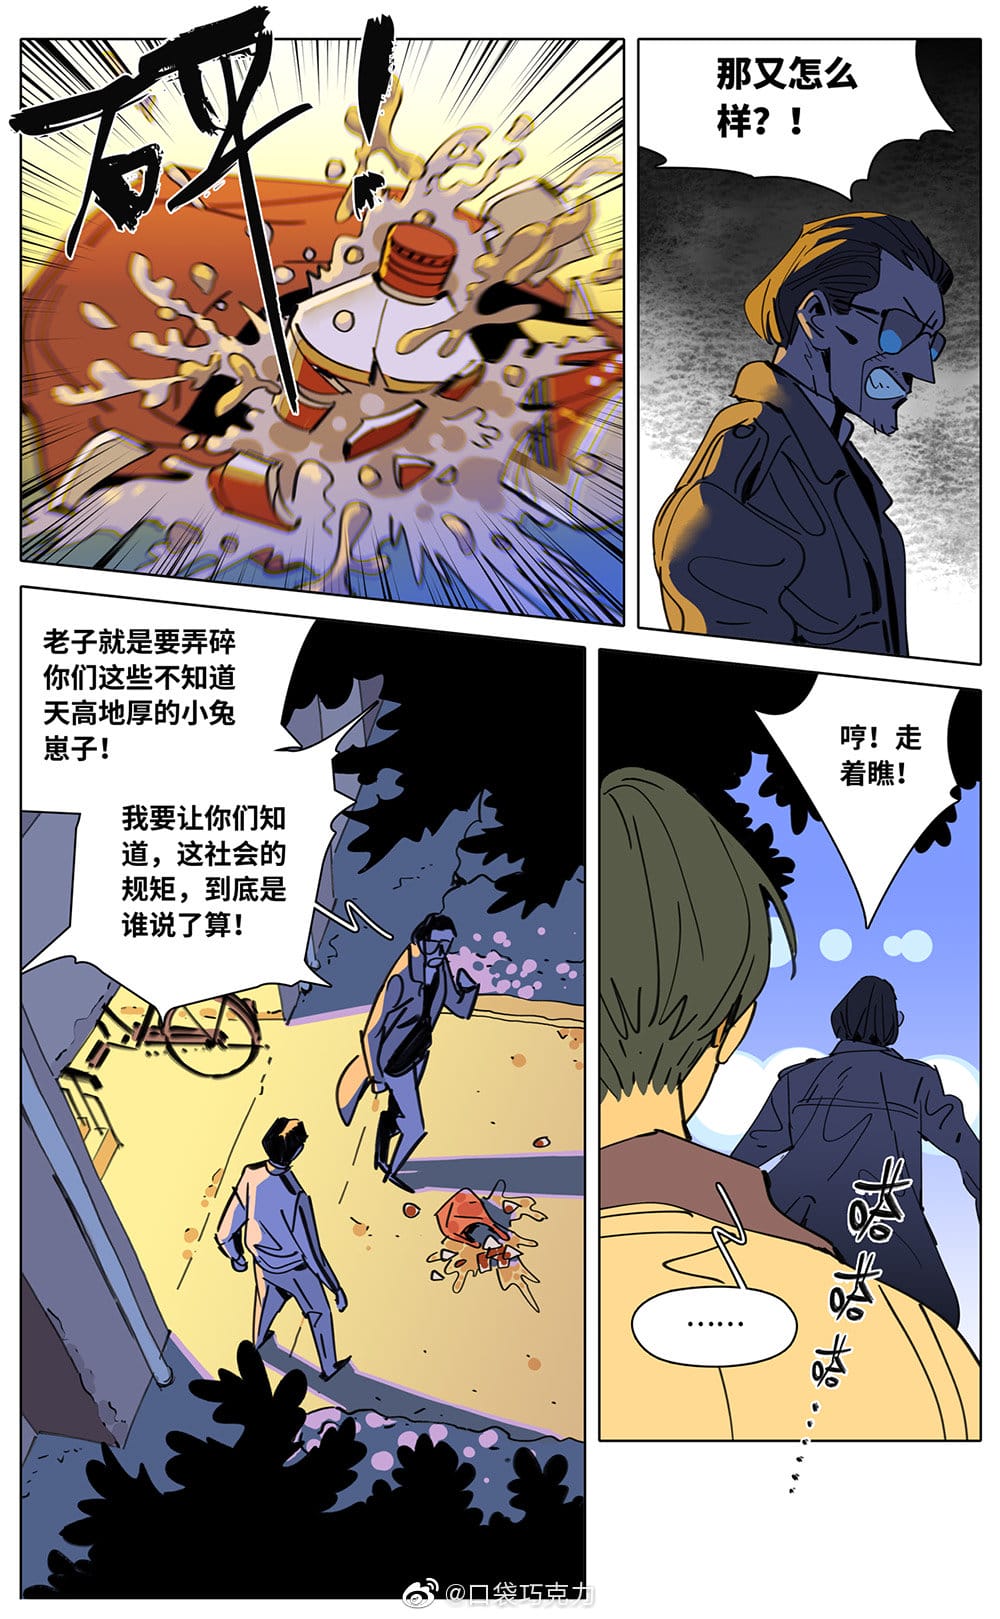 砰！
那又怎么
样？！
老子就是要弄碎
你们这些不知道
天高地厚的小兔
崽子！
我要让你们知
道，这社会的
规矩，到底是
谁说了算！
哼！走
着瞧！
……
@口袋巧克力